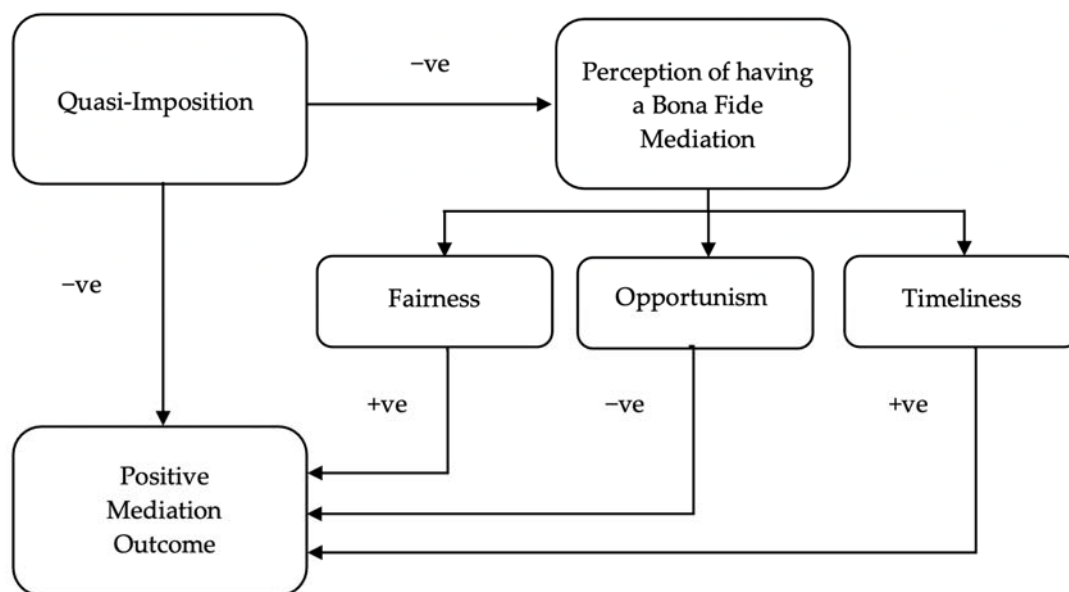 Quasi-Imposition
−ve
Perception of having
a Bona Fide
Mediation
−ve
Fairness
Opportunism
Timeliness
+ve
−ve
+ve
Positive
Mediation
Outcome